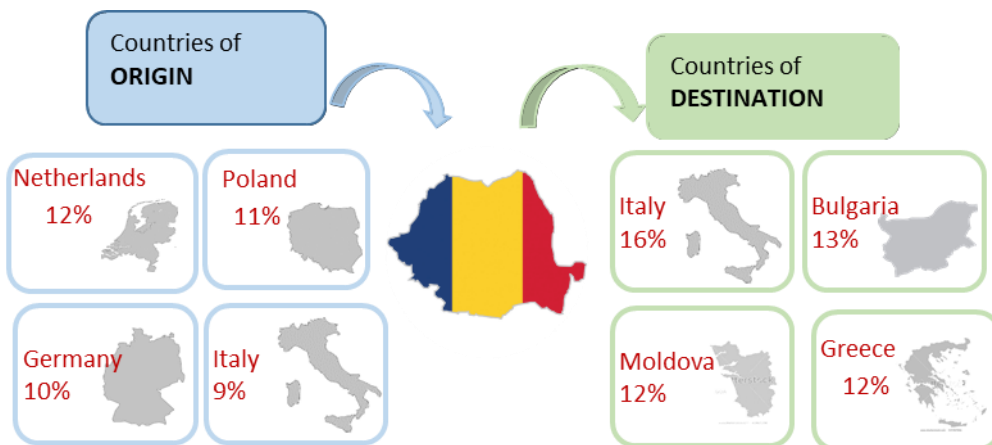 Countries of
ORIGIN
Countries of
DESTINATION
Netherlands
12%
Poland
11%
Germany
10%
Italy
9%
Italy
16%
Bulgaria
13%
Moldova
12%
Greece
12%